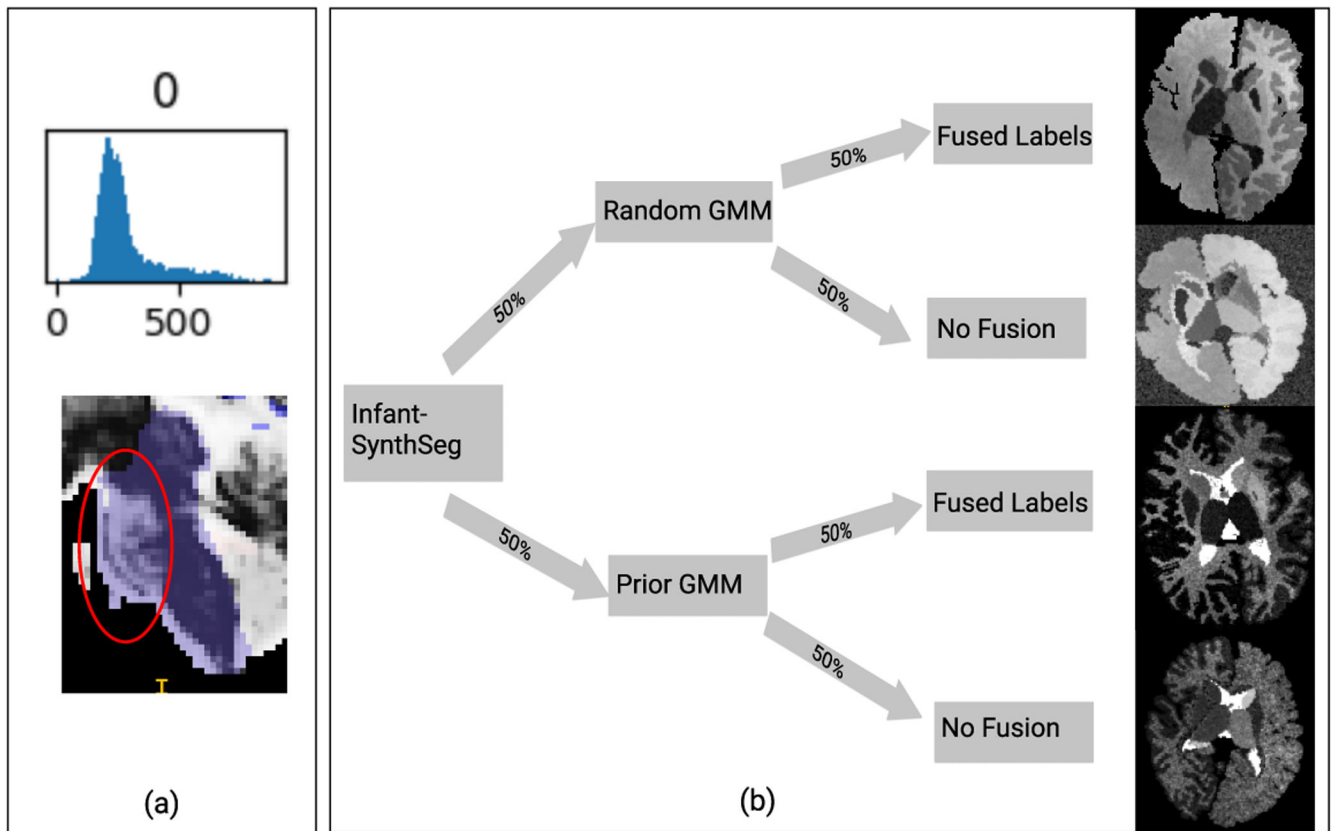 0
0 500
(a)
Infant-
SynthSeg
50%
50%
Random GMM
Prior GMM
50%
50%
50%
50%
Fused Labels
No Fusion
Fused Labels
No Fusion
(b)